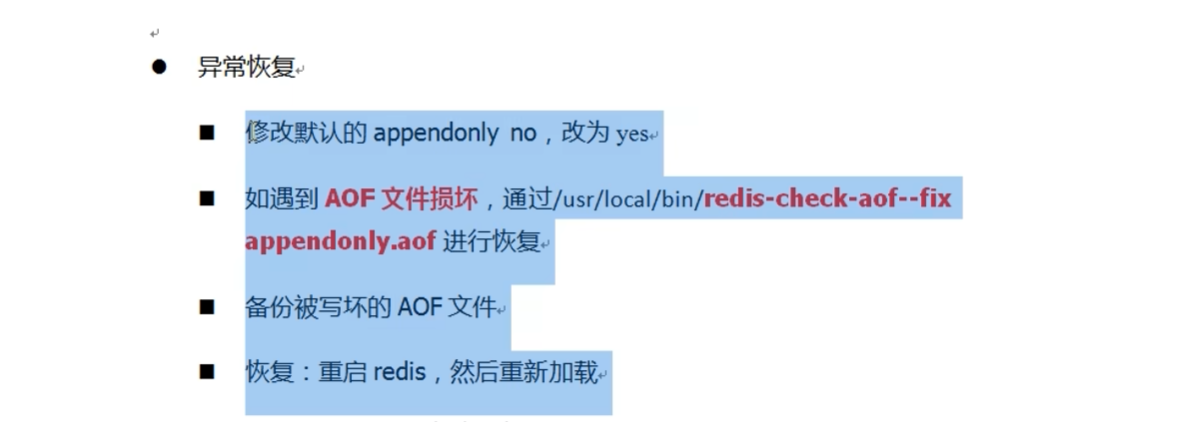 ● 异常恢复
■ 修改默认的 appendonly no，改为 yes
■ 如遇到 AOF 文件损坏，通过/usr/local/bin/redis-check-aof--fix
appendonly.aof 进行恢复
■ 备份被写坏的 AOF 文件
■ 恢复：重启 redis，然后重新加载